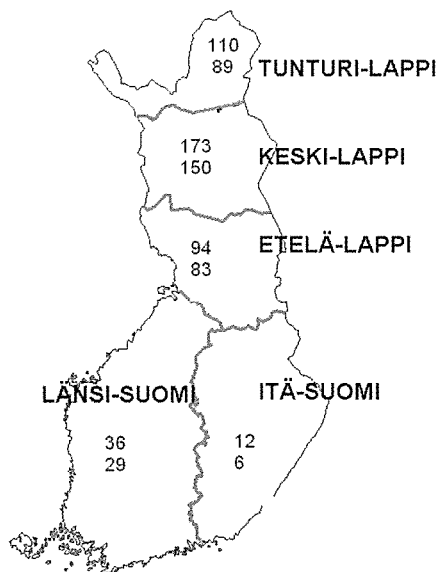 110
89
TUNTURI-LAPPI
173
150
KESKI-LAPPI
94
83
ETELÄ-LAPPI
LÄNSI-SUOMI
ITÄ-SUOMI
36
29
12
6